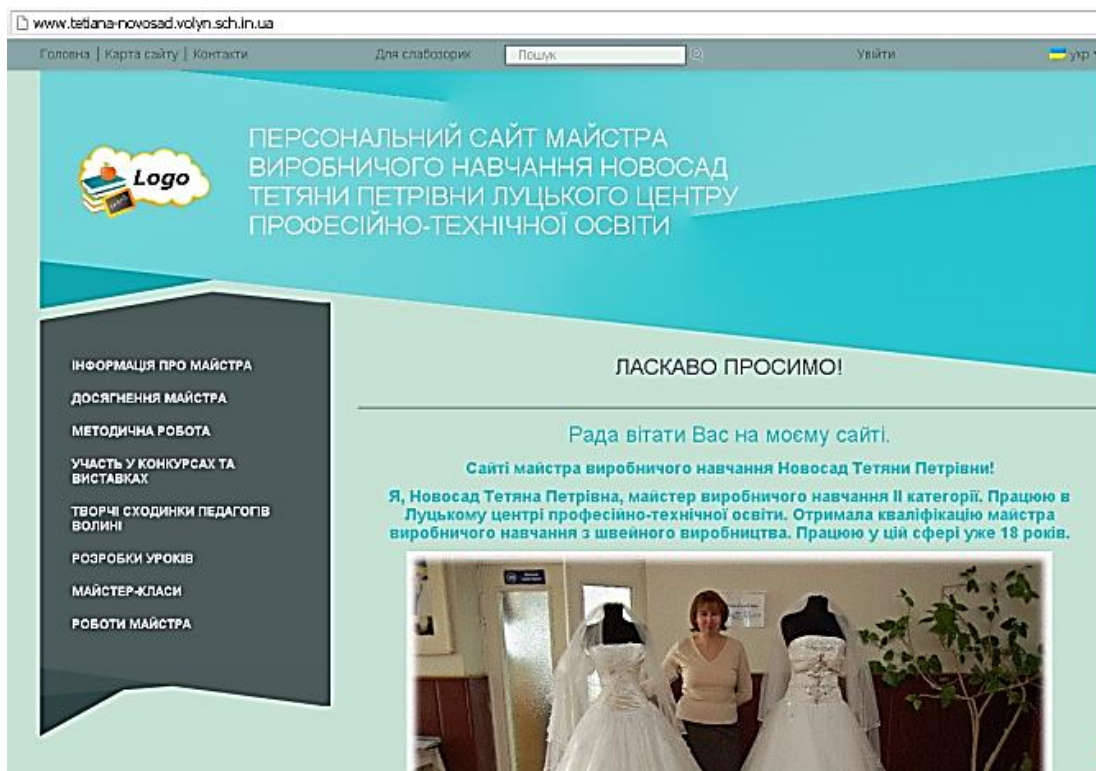 www.tetiana-novosad.volyn.sch.in.ua
Головна | Карта сайту | Контакти
Для слабозорих
Пошук
Увійти
укр
Logo
ПЕРСОНАЛЬНИЙ САЙТ МАЙСТРА
ВИРОБНИЧОГО НАВЧАННЯ НОВОСАД
ТЕТЯНИ ПЕТРІВНИ ЛУЦЬКОГО ЦЕНТРУ
ПРОФЕСІЙНО-ТЕХНІЧНОЇ ОСВІТИ
ІНФОРМАЦІЯ ПРО МАЙСТРА
ДОСЯГНЕННЯ МАЙСТРА
МЕТОДИЧНА РОБОТА
УЧАСТЬ У КОНКУРСАХ ТА
ВИСТАВКАХ
ТВОРЧІ СХОДИНКИ ПЕДАГОГІВ
ВОЛИНІ
РОЗРОБКИ УРОКІВ
МАЙСТЕР-КЛАСИ
РОБОТИ МАЙСТРА
ЛАСКАВО ПРОСИМО!
Рада вітати Вас на моєму сайті.
Сайті майстра виробничого навчання Новосад Тетяни Петрівни!
Я, Новосад Тетяна Петрівна, майстер виробничого навчання ІІ категорії. Працюю в
Луцькому центрі професійно-технічної освіти. Отримала кваліфікацію майстра
виробничого навчання з швейного виробництва. Працюю у цій сфері уже 18 років.